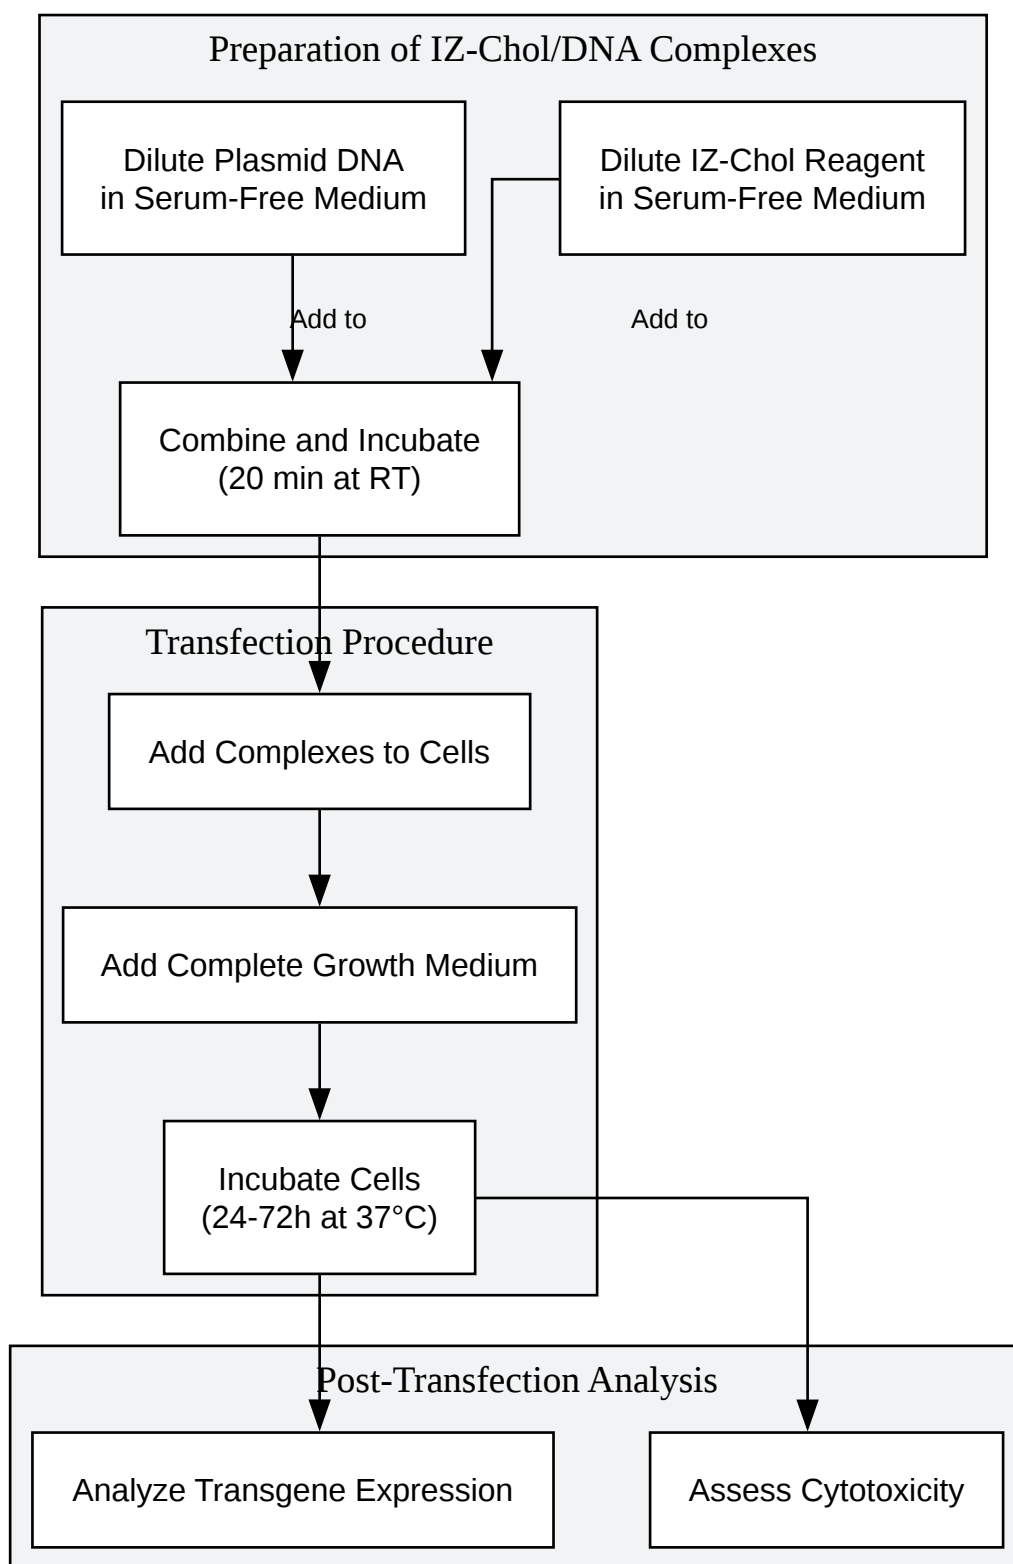 Preparation of IZ-Chol/DNA Complexes
Dilute Plasmid DNA
in Serum-Free Medium
Dilute IZ-Chol Reagent
in Serum-Free Medium
Add to
Add to
Combine and Incubate
(20 min at RT)
Transfection Procedure
Add Complexes to Cells
Add Complete Growth Medium
Incubate Cells
(24-72h at 37°C)
Post-Transfection Analysis
Analyze Transgene Expression
Assess Cytotoxicity